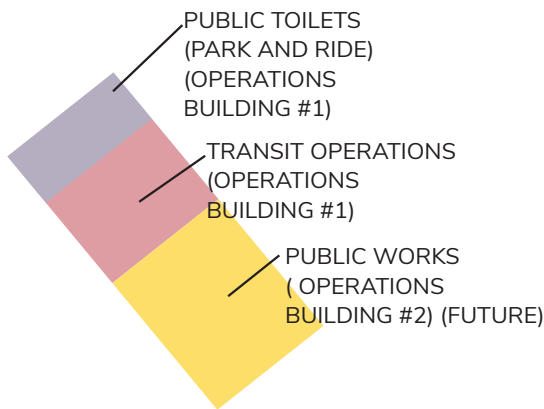 PUBLIC TOILETS
(PARK AND RIDE)
(OPERATIONS
BUILDING #1)
TRANSIT OPERATIONS
(OPERATIONS
BUILDING #1)
PUBLIC WORKS
( OPERATIONS
BUILDING #2) (FUTURE)